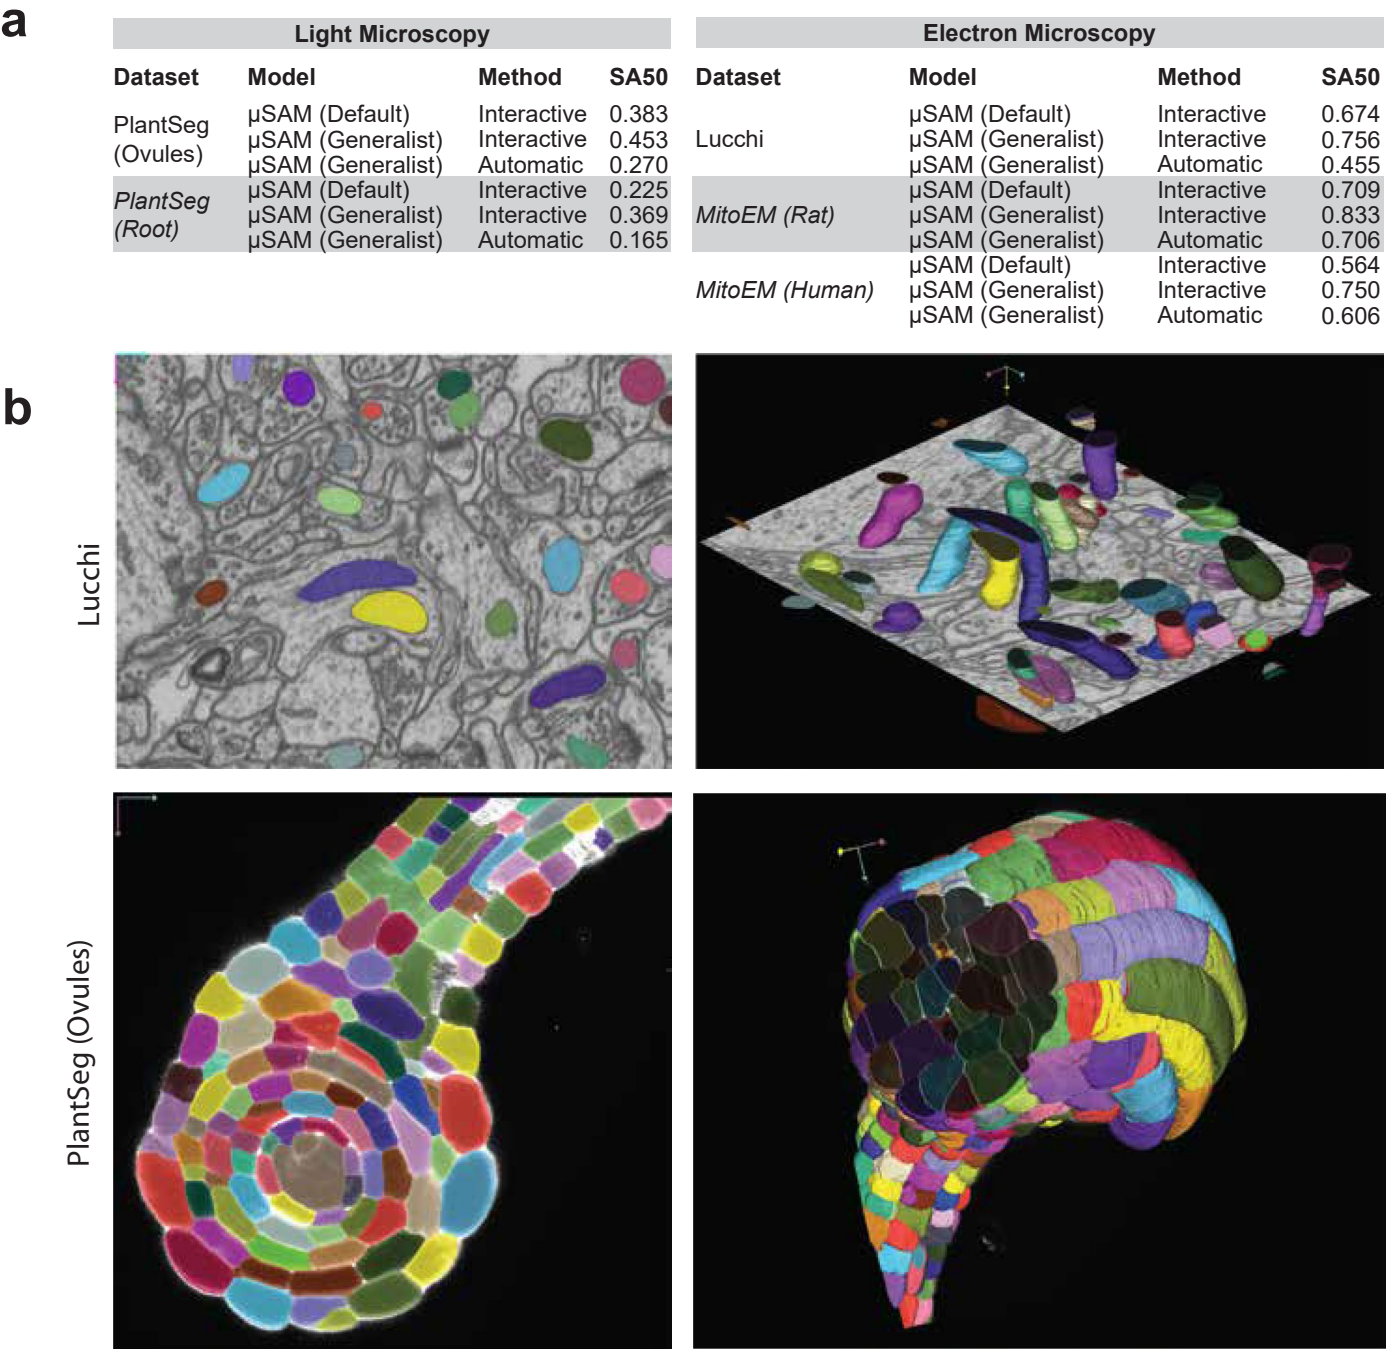 a
Light Microscopy
Dataset Model Method SA50
PlantSeg (Ovules)
µSAM (Default) Interactive 0.383
µSAM (Generalist) Interactive 0.453
µSAM (Generalist) Automatic 0.270
PlantSeg (Root)
µSAM (Default) Interactive 0.225
µSAM (Generalist) Interactive 0.369
µSAM (Generalist) Automatic 0.165
Electron Microscopy
Dataset Model Method SA50
Lucchi
µSAM (Default) Interactive 0.674
µSAM (Generalist) Interactive 0.756
µSAM (Generalist) Automatic 0.455
MitoEM (Rat)
µSAM (Default) Interactive 0.709
µSAM (Generalist) Interactive 0.833
µSAM (Generalist) Automatic 0.706
MitoEM (Human)
µSAM (Default) Interactive 0.564
µSAM (Generalist) Interactive 0.750
µSAM (Generalist) Automatic 0.606
b
Lucchi
PlantSeg (Ovules)